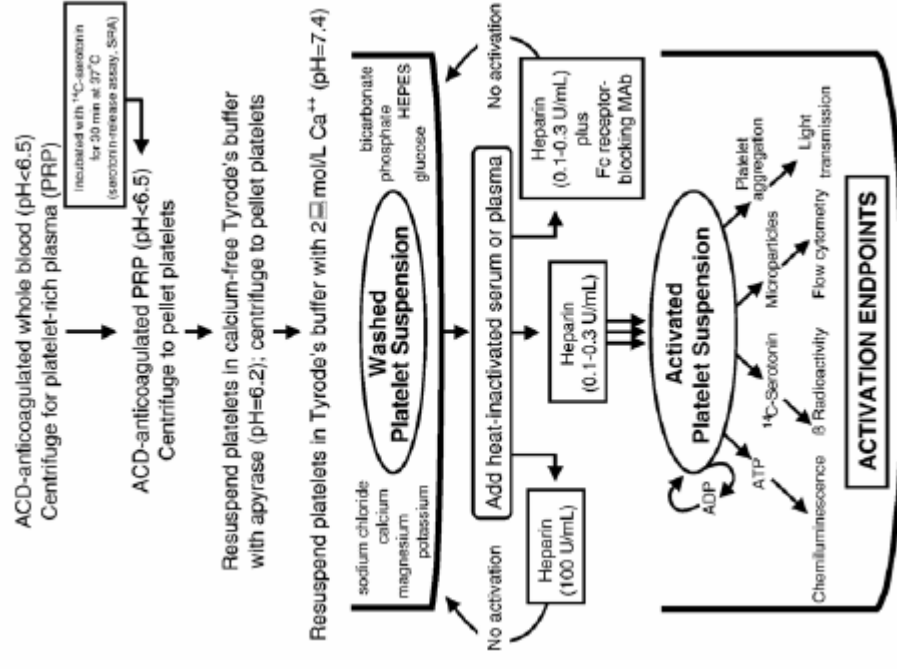 ACD-anticoagulated whole blood (pH<6.5)
Centrifuge for platelet-rich plasma (PRP)
Incubated with ¹⁴C-serotonin
for 30 min at 37°C
(serotonin-release assay, SRA)
ACD-anticoagulated PRP (pH<6.5)
Centrifuge to pellet platelets
Resuspend platelets in calcium-free Tyrode's buffer
with apyrase (pH=6.2); centrifuge to pellet platelets
Resuspend platelets in Tyrode's buffer with 2 mol/L Ca⁺⁺ (pH=7.4)
sodium chloride
calcium
magnesium
potassium
Washed
Platelet Suspension
bicarbonate
phosphate
HEPES
glucose
Add heat-inactivated serum or plasma
No activation
Heparin
(100 U/mL)
Heparin
(0.1-0.3 U/mL)
Heparin
(0.1-0.3 U/mL)
plus
Fc receptor-
blocking MAb
No activation
Activated
Platelet Suspension
ADP
ATP
¹⁴C-Serotonin
Microparticles
Platelet
aggregation
Chemiluminescence
ß Radioactivity
Flow cytometry
Light
transmission
ACTIVATION ENDPOINTS